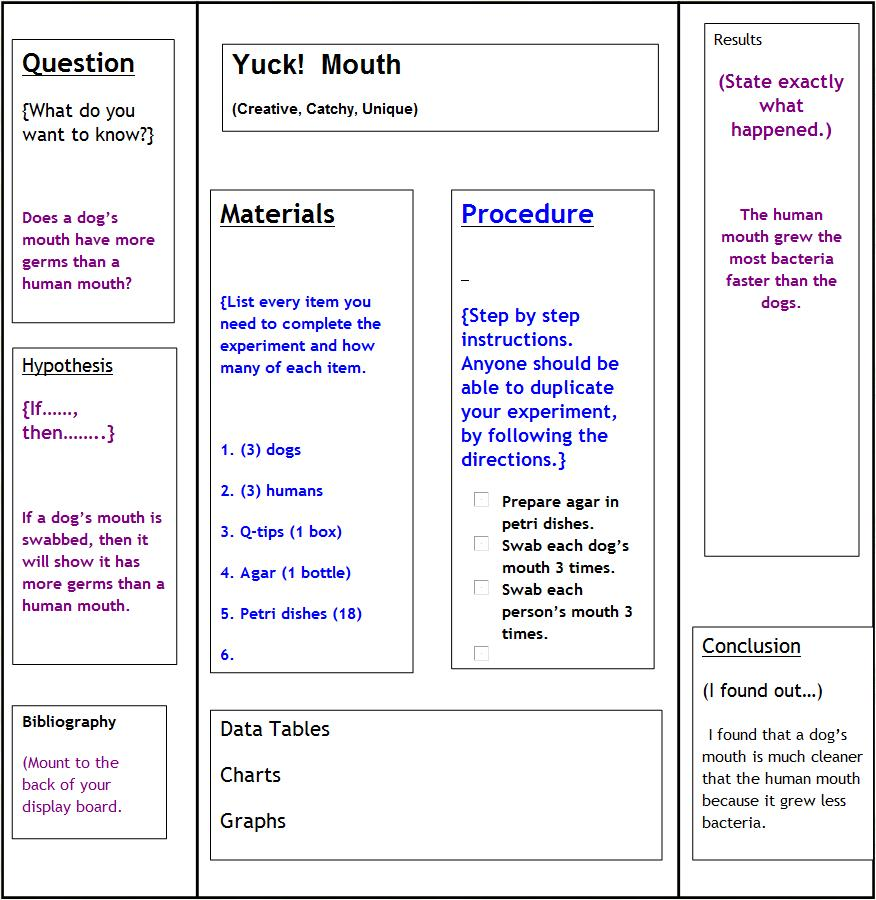 Question
{What do you
want to know?}
Does a dog’s
mouth have more
germs than a
human mouth?
Hypothesis
{If……,
then……..}
If a dog’s mouth is
swabbed, then it
will show it has
more germs than a
human mouth.
Bibliography
(Mount to the
back of your
display board.
Yuck!  Mouth
(Creative, Catchy, Unique)
Materials
{List every item you
need to complete the
experiment and how
many of each item.
1. (3) dogs
2. (3) humans
3. Q-tips (1 box)
4. Agar (1 bottle)
5. Petri dishes (18)
6.
Procedure
_
{Step by step
instructions.
Anyone should be
able to duplicate
your experiment,
by following the
directions.}
Prepare agar in
petri dishes.
Swab each dog’s
mouth 3 times.
Swab each
person’s mouth 3
times.
Data Tables
Charts
Graphs
Results
(State exactly
what
happened.)
The human
mouth grew the
most bacteria
faster than the
dogs.
Conclusion
(I found out…)
I found that a dog’s
mouth is much cleaner
that the human mouth
because it grew less
bacteria.